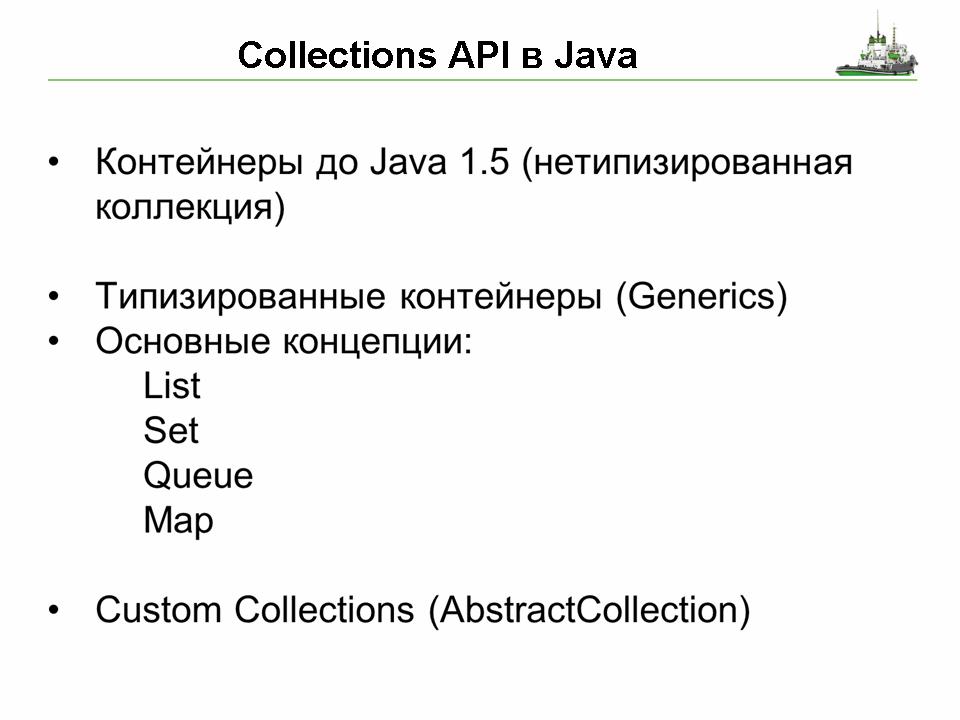 Collections API в Java
• Контейнеры до Java 1.5 (нетипизированная
коллекция)
• Типизированные контейнеры (Generics)
• Основные концепции:
List
Set
Queue
Map
• Custom Collections (AbstractCollection)